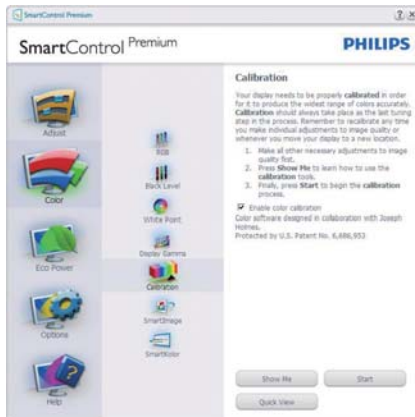 SmartControl Premium
SmartControl Premium
PHILIPS
Adjust
Color
Eco Power
Options
Help
RGB
Black Level
White Point
Display Gamma
Calibration
SmartImage
SmartKolor
Calibration
Your display needs to be properly calibrated in order
for it to produce the widest range of colors accurately.
Calibration should always take place as the last tuning
step in the process. Remember to recalibrate any time
you make individual adjustments to image quality or
whenever you move your display to a new location.
1. Make all other necessary adjustments to image
quality first.
2. Press Show Me to learn how to use the
calibration tools.
3. Finally, press Start to begin the calibration
process.
Enable color calibration
Color software designed in collaboration with Joseph
Holmes.
Protected by U.S. Patent No. 6,686,953
Show Me
Start
Quick View